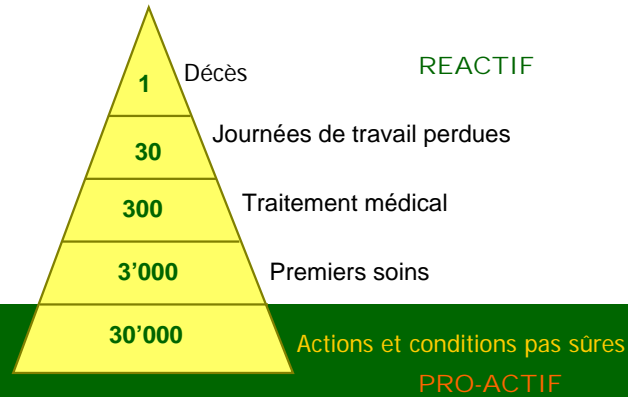 1
Décès
REACTIF
30
Journées de travail perdues
300
Traitement médical
3’000
Premiers soins
30’000
Actions et conditions pas sûres
PRO-ACTIF